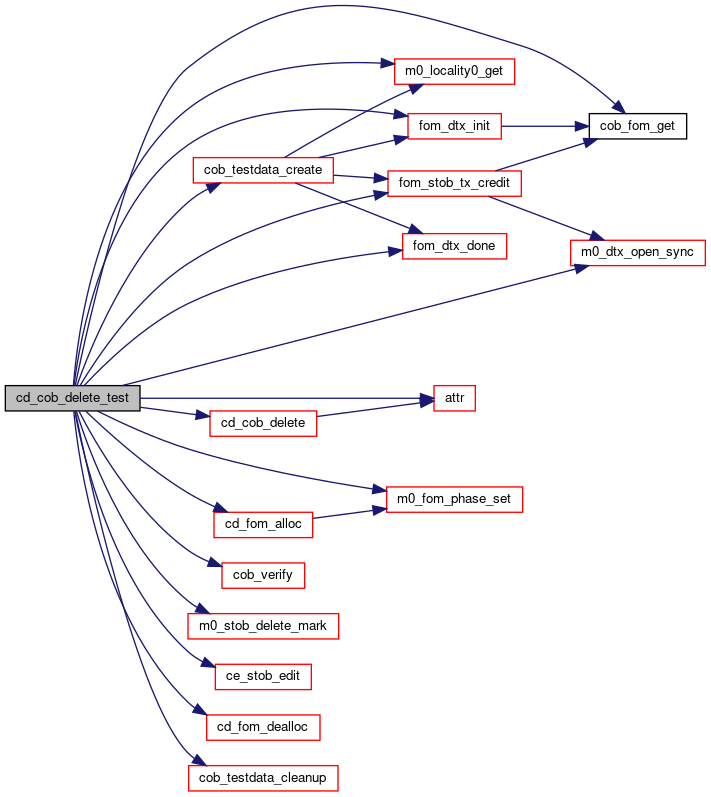 m0_locality0_get
fom_dtx_init
cob_fom_get
cob_testdata_create
fom_stob_tx_credit
fom_dtx_done
m0_dtx_open_sync
cd_cob_delete_test
attr
cd_cob_delete
m0_fom_phase_set
cd_fom_alloc
cob_verify
m0_stob_delete_mark
ce_stob_edit
cd_fom_dealloc
cob_testdata_cleanup